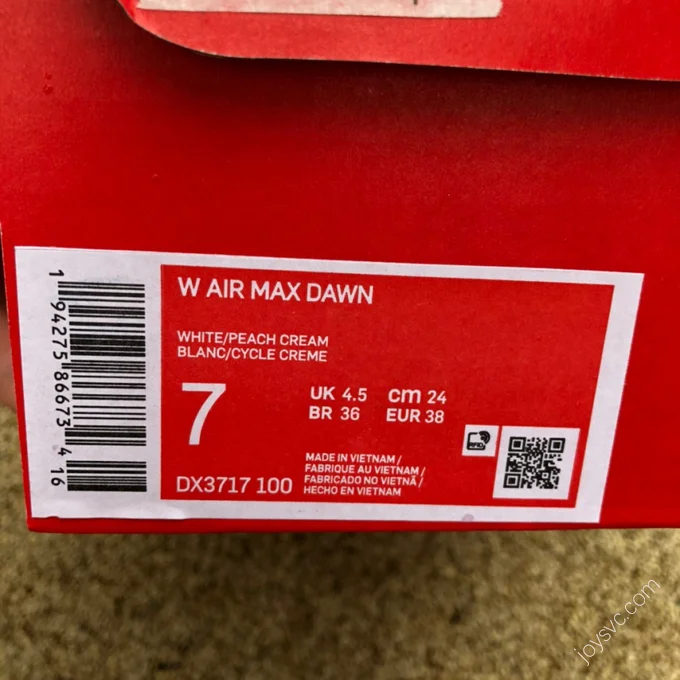 W AIR MAX DAWN
WHITE/PEACH CREAM
BLANC/CYCLE CREME
7
UK 4.5 cm 24
BR 36 EUR 38
DX3717 100
MADE IN VIETNAM /
FABRIQUE AU VIETNAM /
FABRICADO NO VIETNÃ /
HECHO EN VIETNAM
1 94275 86673 4 16
joysvc.com